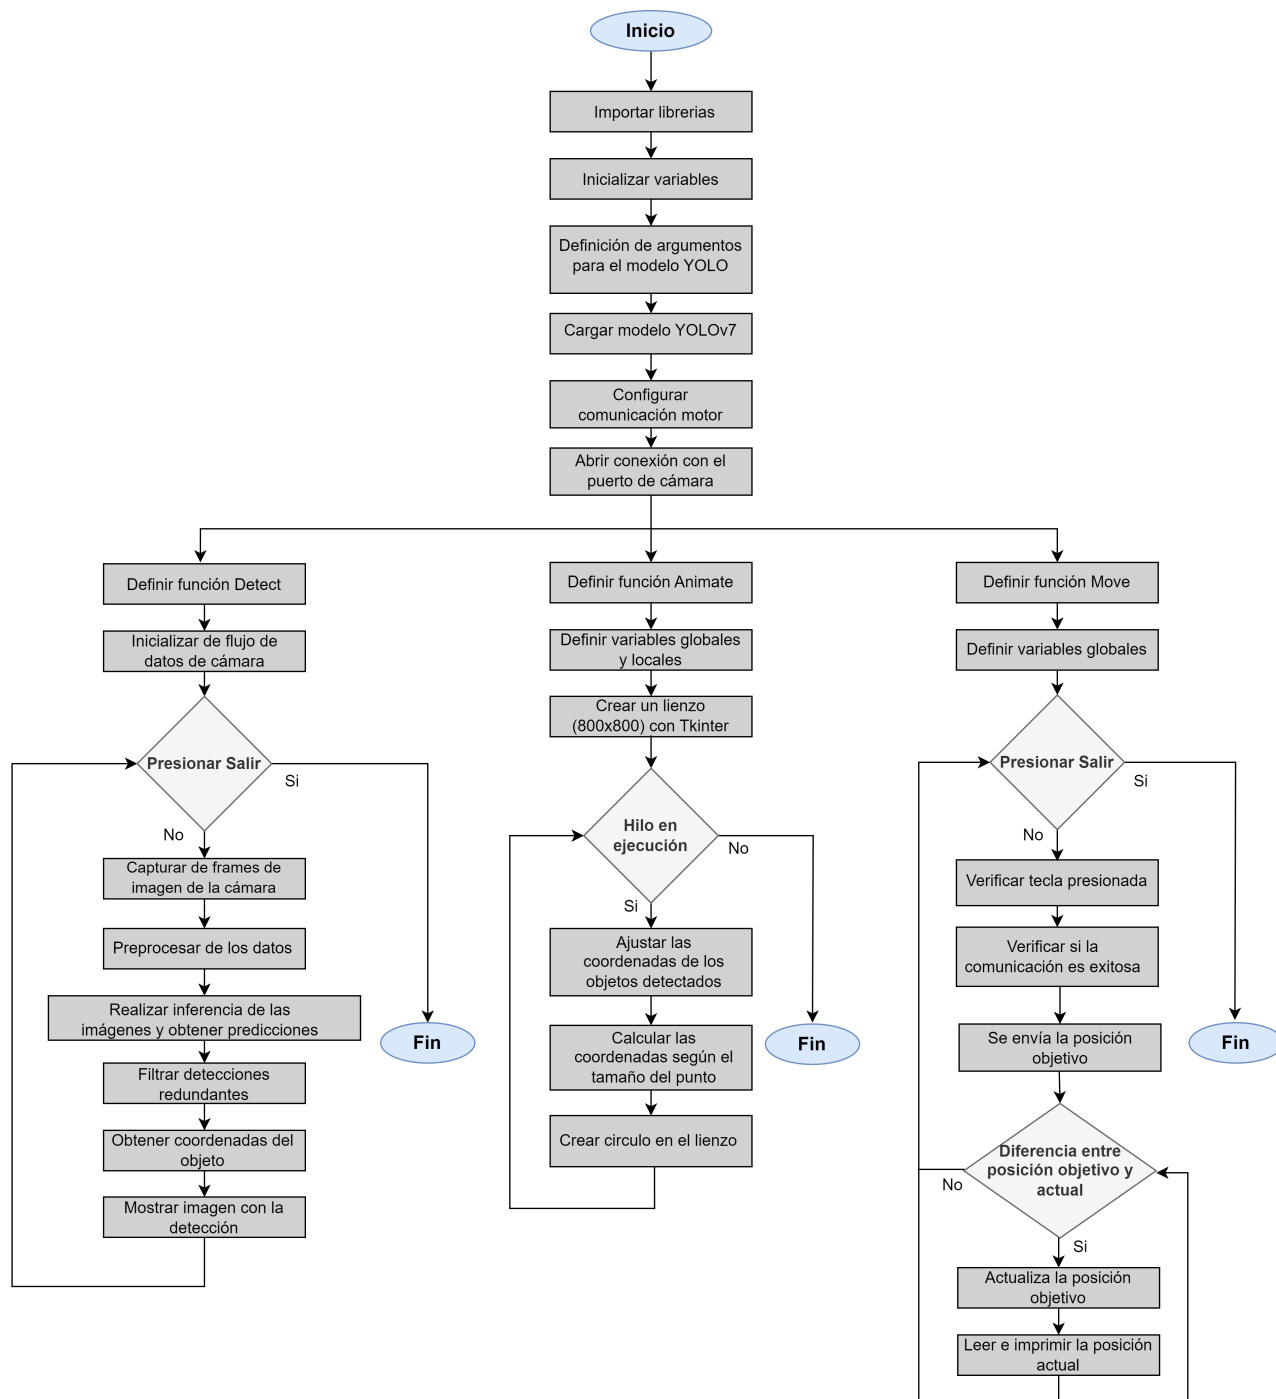 Inicio
Importar librerias
Inicializar variables
Definición de argumentos
para el modelo YOLO
Cargar modelo YOLOv7
Configurar
comunicación motor
Abrir conexión con el
puerto de cámara
Definir función Detect
Inicializar de flujo de
datos de cámara
Presionar Salir
Si
No
Capturar de frames de
imagen de la cámara
Preprocesar de los datos
Realizar inferencia de las
imágenes y obtener predicciones
Filtrar detecciones
redundantes
Obtener coordenadas del
objeto
Mostrar imagen con la
detección
Fin
Definir función Animate
Definir variables globales
y locales
Crear un lienzo
(800x800) con Tkinter
Hilo en
ejecución
No
Si
Ajustar las
coordenadas de los
objetos detectados
Calcular las
coordenadas según el
tamaño del punto
Crear circulo en el lienzo
Fin
Definir función Move
Definir variables globales
Presionar Salir
Si
No
Verificar tecla presionada
Verificar si la
comunicación es exitosa
Se envía la posición
objetivo
Fin
Diferencia entre
posición objetivo y
actual
No
Si
Actualiza la posición
objetivo
Leer e imprimir la posición
actual